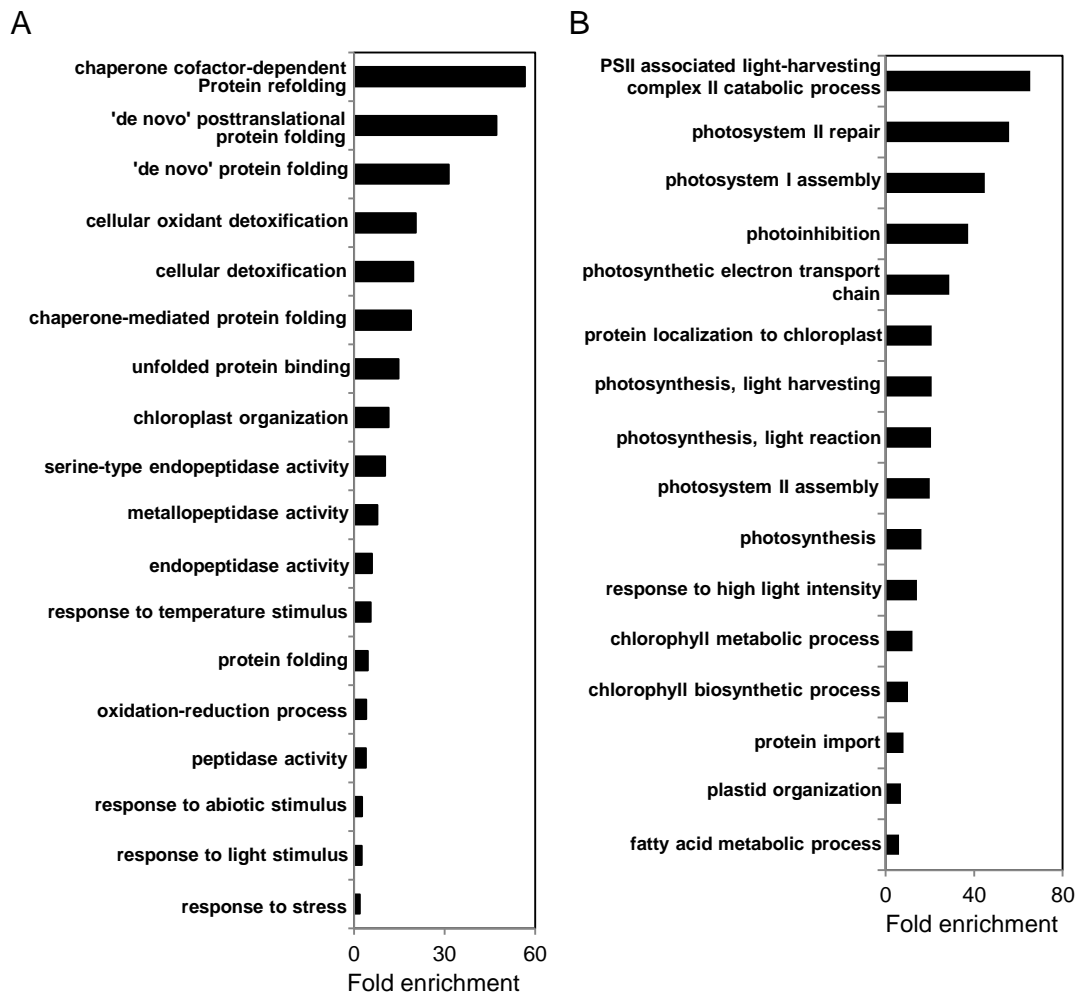 A
chaperone cofactor-dependent
Protein refolding
'de novo' posttranslational
protein folding
'de novo' protein folding
cellular oxidant detoxification
cellular detoxification
chaperone-mediated protein folding
unfolded protein binding
chloroplast organization
serine-type endopeptidase activity
metallopeptidase activity
endopeptidase activity
response to temperature stimulus
protein folding
oxidation-reduction process
peptidase activity
response to abiotic stimulus
response to light stimulus
response to stress
0 30 60
Fold enrichment
B
PSII associated light-harvesting
complex II catabolic process
photosystem II repair
photosystem I assembly
photoinhibition
photosynthetic electron transport
chain
protein localization to chloroplast
photosynthesis, light harvesting
photosynthesis, light reaction
photosystem II assembly
photosynthesis
response to high light intensity
chlorophyll metabolic process
chlorophyll biosynthetic process
protein import
plastid organization
fatty acid metabolic process
0 40 80
Fold enrichment